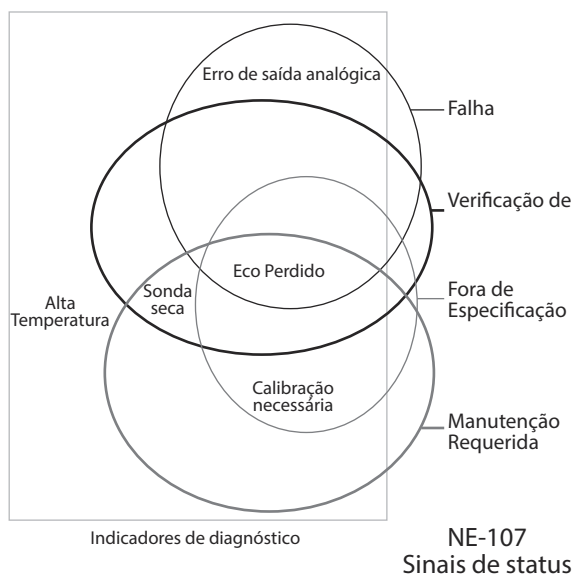 Erro de saída analógica
Falha
Verificação de
Eco Perdido
Sonda
seca
Alta
Temperatura
Fora de
Especificação
Calibração
necessária
Manutenção
Requerida
Indicadores de diagnóstico
NE-107
Sinais de status